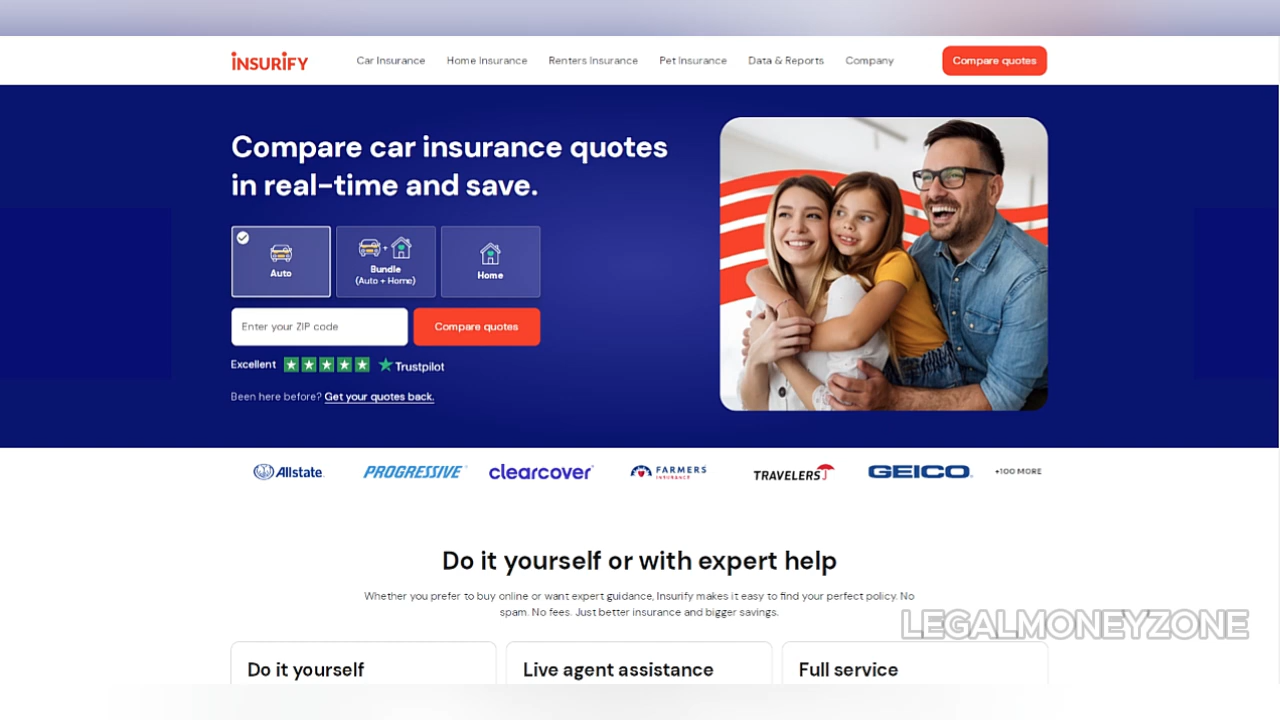 iNSURiFY
Car Insurance
Home Insurance
Renters Insurance
Pet Insurance
Data & Reports
Company
Compare quotes
Compare car insurance quotes
in real-time and save.
Auto
Bundle
(Auto + Home)
Home
Enter your ZIP code
Compare quotes
Excellent
Trustpilot
Been here before? Get your quotes back.
Allstate
PROGRESSIVE
clearcover
FARMERS
INSURANCE
TRAVELERS
GEICO
+100 MORE
Do it yourself or with expert help
Whether you prefer to buy online or want expert guidance, Insurify makes it easy to find your perfect policy. No
spam. No fees. Just better insurance and bigger savings.
LEGALMONEYZONE
Do it yourself
Live agent assistance
Full service